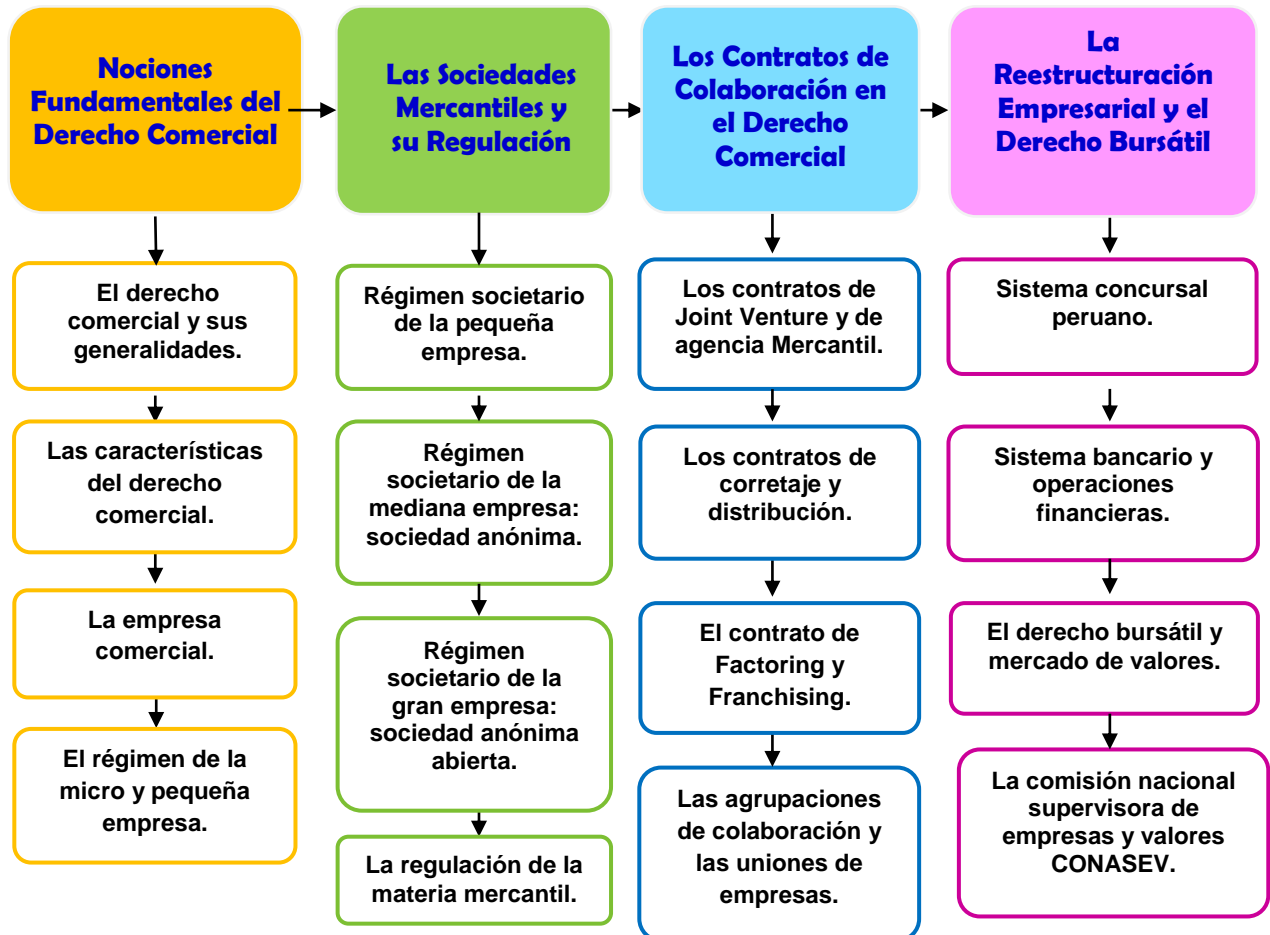 Nociones
Fundamentales del
Derecho Comercial
Las Sociedades
Mercantiles y
su Regulación
Los Contratos de
Colaboración en
el Derecho
Comercial
La
Reestructuración
Empresarial y el
Derecho Bursátil
El derecho
comercial y sus
generalidades.
Las características
del derecho
comercial.
La empresa
comercial.
El régimen de la
micro y pequeña
empresa.
Régimen societario
de la pequeña
empresa.
Régimen
societario de la
mediana empresa:
sociedad anónima.
Régimen
societario de la
gran empresa:
sociedad anónima
abierta.
La regulación de la
materia mercantil.
Los contratos de
Joint Venture y de
agencia Mercantil.
Los contratos de
corretaje y
distribución.
El contrato de
Factoring y
Franchising.
Las agrupaciones
de colaboración y
las uniones de
empresas.
Sistema concursal
peruano.
Sistema bancario y
operaciones
financieras.
El derecho bursátil y
mercado de valores.
La comisión nacional
supervisora de
empresas y valores
CONASEV.